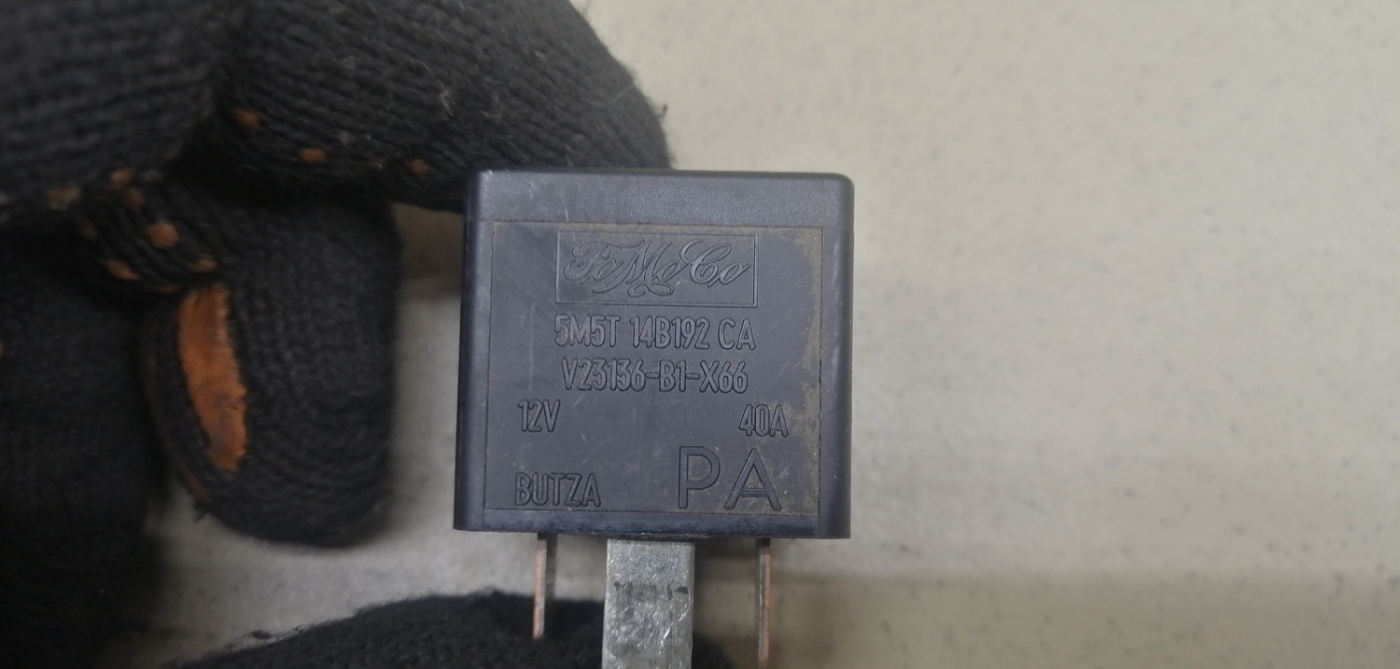 FoMoCo
5M5T 14B192 CA
V23136-B1-X66
12V 40A
BUTZA PA